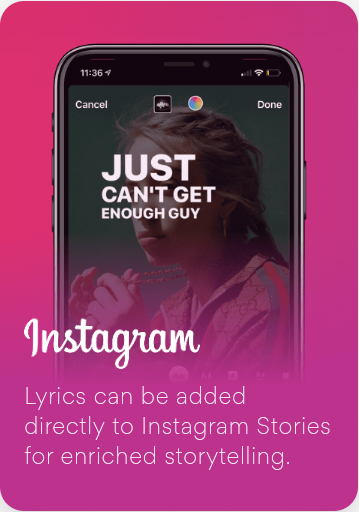 11:36
Cancel
Done
JUST
CAN'T GET
ENOUGH GUY
Instagram
Lyrics can be added
directly to Instagram Stories
for enriched storytelling.